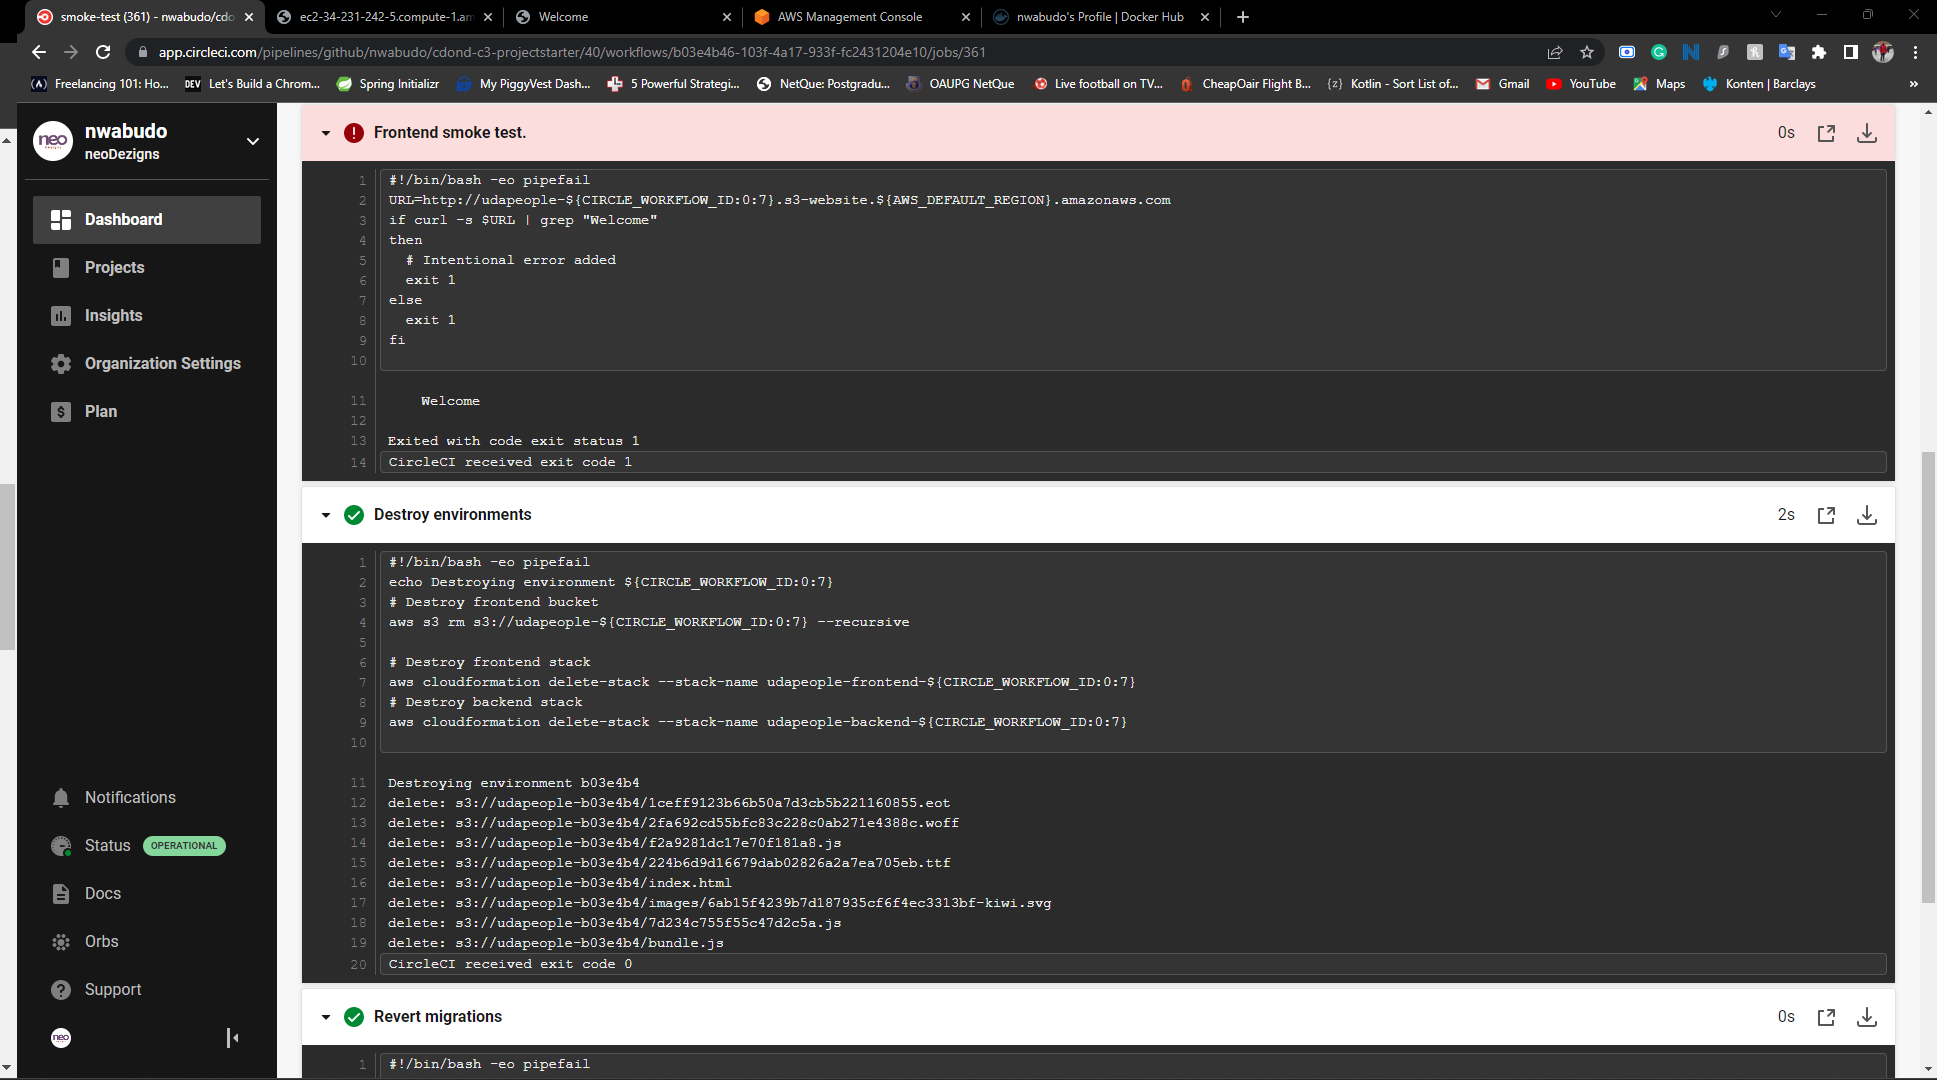 smoke-test (361) - nwabudo/cdo
ec2-34-231-242-5.compute-1.am
Welcome
AWS Management Console
nwabudo's Profile | Docker Hub
app.circleci.com/pipelines/github/nwabudo/cdond-c3-projectstarter/40/workflows/b03e4b46-103f-4a17-933f-fc2431204e10/jobs/361
Freelancing 101: Ho...
DEV Let's Build a Chrom...
Spring Initializr
My PiggyVest Dash...
5 Powerful Strategi...
NetQue: Postgradu...
OAUPG NetQue
Live football on TV...
CheapOair Flight B...
{z} Kotlin - Sort List of...
Gmail
YouTube
Maps
Konten | Barclays
»
neo
nwabudo
neoDezigns
Dashboard
Projects
Insights
Organization Settings
Plan
Notifications
Status OPERATIONAL
Docs
Orbs
Support
neo
Frontend smoke test. 0s
1 #!/bin/bash -eo pipefail
2 URL=http://udapeople-${CIRCLE_WORKFLOW_ID:0:7}.s3-website.${AWS_DEFAULT_REGION}.amazonaws.com
3 if curl -s $URL | grep "Welcome"
4 then
5 # Intentional error added
6 exit 1
7 else
8 exit 1
9 fi
10
11 Welcome
12
13 Exited with code exit status 1
14 CircleCI received exit code 1
Destroy environments 2s
1 #!/bin/bash -eo pipefail
2 echo Destroying environment ${CIRCLE_WORKFLOW_ID:0:7}
3 # Destroy frontend bucket
4 aws s3 rm s3://udapeople-${CIRCLE_WORKFLOW_ID:0:7} --recursive
5
6 # Destroy frontend stack
7 aws cloudformation delete-stack --stack-name udapeople-frontend-${CIRCLE_WORKFLOW_ID:0:7}
8 # Destroy backend stack
9 aws cloudformation delete-stack --stack-name udapeople-backend-${CIRCLE_WORKFLOW_ID:0:7}
10
11 Destroying environment b03e4b4
12 delete: s3://udapeople-b03e4b4/1ceff9123b66b50a7d3cb5b221160855.eot
13 delete: s3://udapeople-b03e4b4/2fa692cd55bfc83c228c0ab271e4388c.woff
14 delete: s3://udapeople-b03e4b4/f2a9281dc17e70f181a8.js
15 delete: s3://udapeople-b03e4b4/224b6d9d16679dab02826a2a7ea705eb.ttf
16 delete: s3://udapeople-b03e4b4/index.html
17 delete: s3://udapeople-b03e4b4/images/6ab15f4239b7d187935cf6f4ec3313bf-kiwi.svg
18 delete: s3://udapeople-b03e4b4/7d234c755f55c47d2c5a.js
19 delete: s3://udapeople-b03e4b4/bundle.js
20 CircleCI received exit code 0
Revert migrations 0s
1 #!/bin/bash -eo pipefail